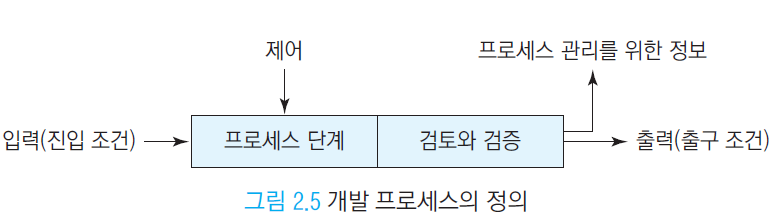 제어
프로세스 관리를 위한 정보
입력(진입 조건)
프로세스 단계
검토와 검증
출력(출구 조건)
그림 2.5 개발 프로세스의 정의